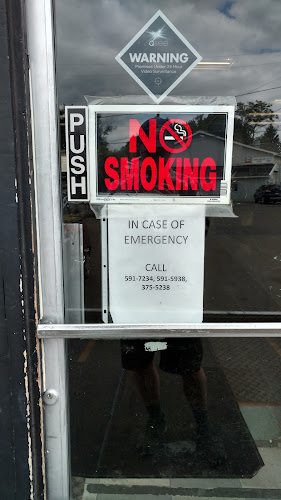 WARNING
Premises Under 24 Hour
Video Surveillance
PUSH
NO
SMOKING
IN CASE OF
EMERGENCY
CALL
591-7234, 591-5938,
375-5238